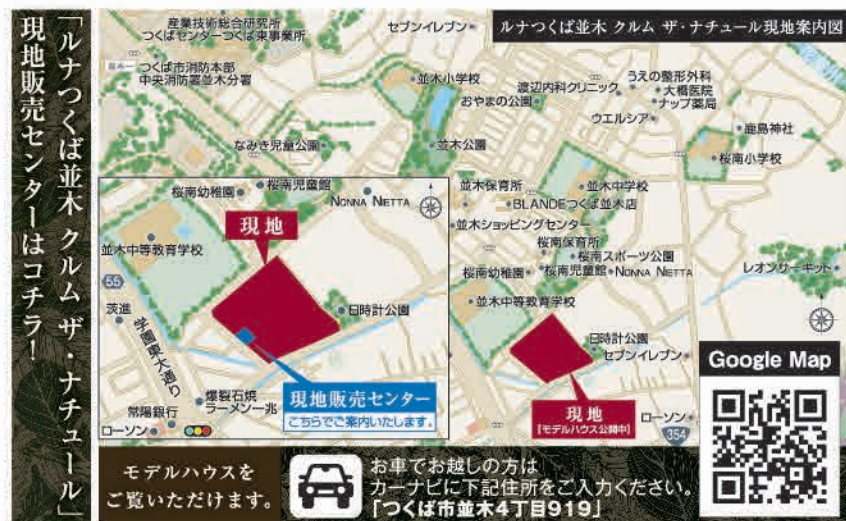 「ルナつくば並木 クルム ザ・ナチュール」
現地販売センターはコチラ！
ルナつくば並木 クルム ザ・ナチュール現地案内図
産業技術総合研究所
つくばセンターつくば東事業所
セブンイレブン
並木一
つくば市消防本部
中央消防署並木分署
並木小学校
渡辺内科クリニック
おやまの公園
うえの整形外科
大橋医院
ナップ薬局
ウエルシア
鹿島神社
桜南小学校
なみき児童公園
並木公園
並木保育所
並木中学校
BLANDEつくば並木店
並木ショッピングセンター
桜南保育所
桜南スポーツ公園
桜南幼稚園
桜南児童館
NONNA NIETTA
レオンサーキット
並木中等教育学校
日時計公園
セブンイレブン
現地
【モデルハウス公開中】
ローソン
354
桜南幼稚園
桜南児童館
NONNA NIETTA
現地
並木中等教育学校
55
茨進
学園東大通り
日時計公園
現地販売センター
こちらでご案内いたします。
爆裂石焼
ラーメン一兆
常陽銀行
ローソン
Google Map
モデルハウスを
ご覧いただけます。
お車でお越しの方は
カーナビに下記住所をご入力ください。
「つくば市並木4丁目919」